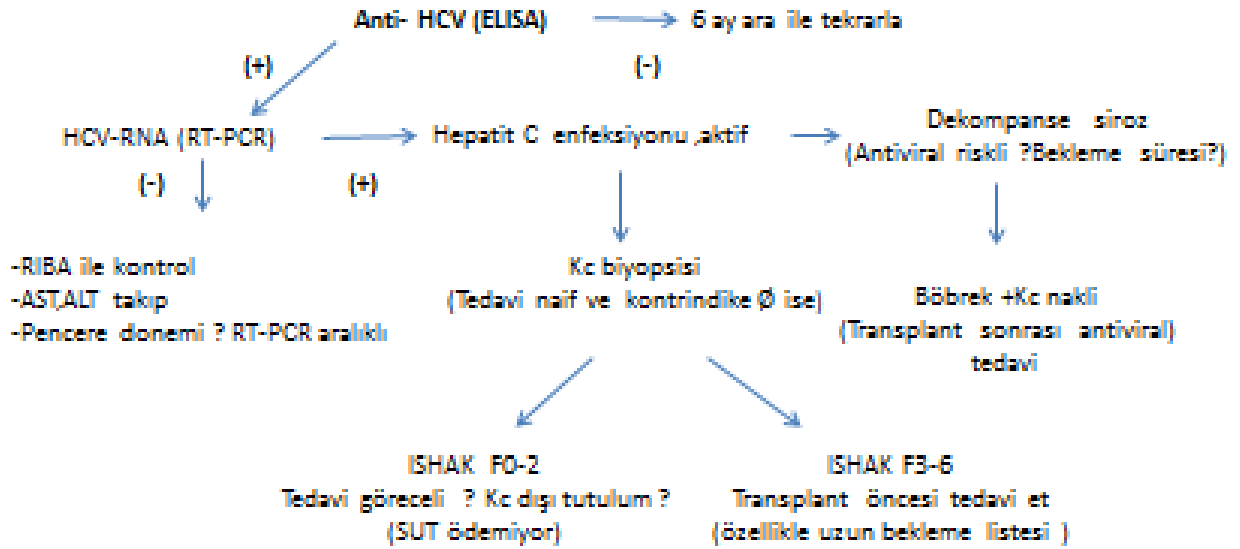 Anti- HCV (ELISA)
6 ay ara ile tekrarla
(+)
(-)
HCV-RNA (RT-PCR)
Hepatit C enfeksiyonu ,aktif
Dekompanse siroz
(Antiviral riskli ?Bekleme süresi?)
(-)
(+)
-RIBA ile kontrol
-AST,ALT takıp
-Pencere donemi ? RT-PCR aralıklı
Kc biyopsisi
(Tedavi naif ve kontrindike Ø ise)
Böbrek +Kc nakli
(Transplant sonrası antiviral)
tedavi
ISHAK F0-2
Tedavi göreceli ? Kc dışı tutulum ?
(SUT ödemiyor)
ISHAK F3-6
Transplant öncesi tedavi et
(özellikle uzun bekleme listesi )